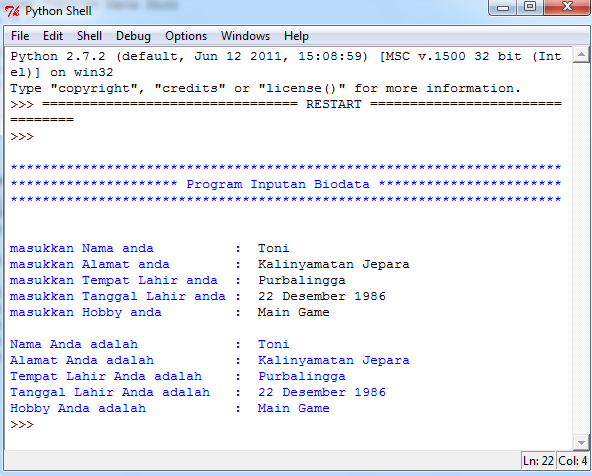 Python Shell
File Edit Shell Debug Options Windows Help
Python 2.7.2 (default, Jun 12 2011, 15:08:59) [MSC v.1500 32 bit (Int
el)] on win32
Type "copyright", "credits" or "license()" for more information.
>>> ================================ RESTART ========================
========
>>>
*********************************************************************
********************* Program Inputan Biodata ***********************
*********************************************************************
masukkan Nama anda          :  Toni
masukkan Alamat anda        :  Kalinyamatan Jepara
masukkan Tempat Lahir anda  :  Purbalingga
masukkan Tanggal Lahir anda :  22 Desember 1986
masukkan Hobby anda         :  Main Game
Nama Anda adalah            :  Toni
Alamat Anda adalah          :  Kalinyamatan Jepara
Tempat Lahir Anda adalah    :  Purbalingga
Tanggal Lahir Anda adalah   :  22 Desember 1986
Hobby Anda adalah           :  Main Game
>>>
Ln: 22 Col: 4